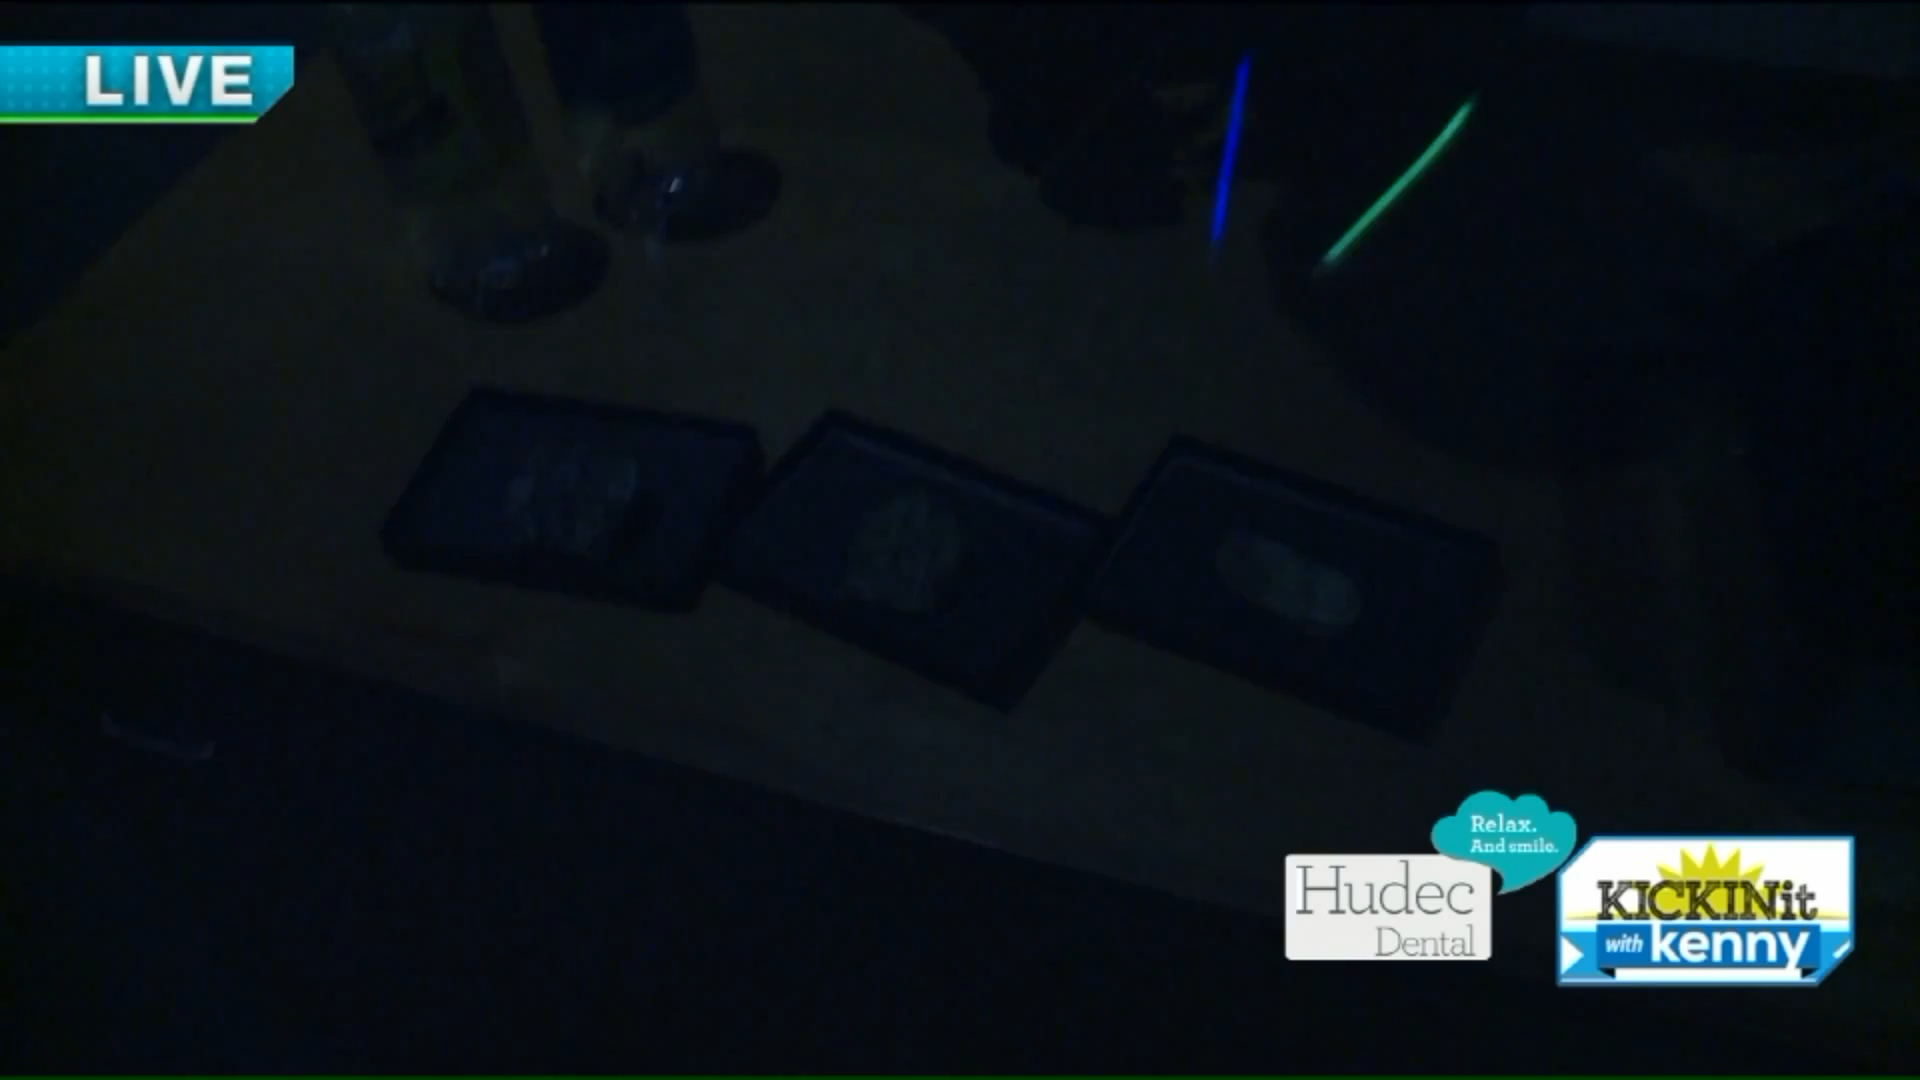 LIVE
Relax.
And smile.
Hudec
Dental
KICKINit
with kenny